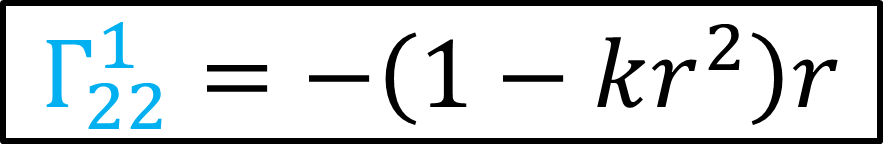 Γ¹₂₂ = −(1 − kr²)r